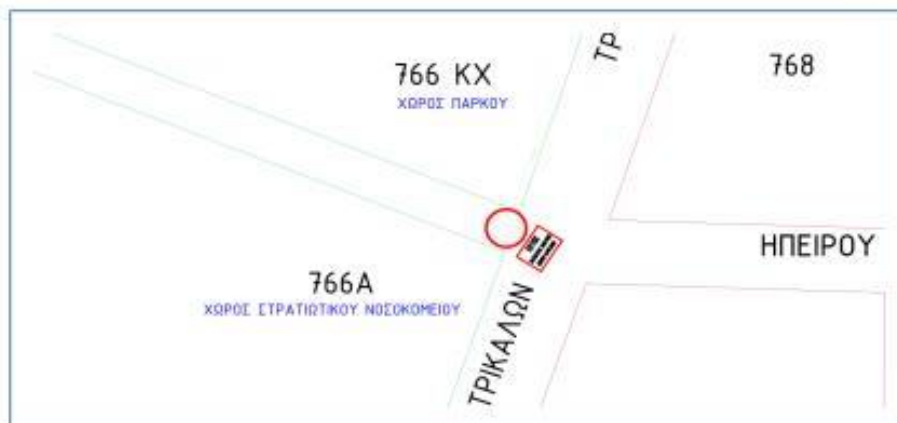 ΤΡ
766 ΚΧ
ΧΩΡΟΣ ΠΑΡΚΟΥ
768
ΗΠΕΙΡΟΥ
766Α
ΧΩΡΟΣ ΣΤΡΑΤΙΩΤΙΚΟΥ ΝΟΣΟΚΟΜΕΙΟΥ
ΤΡΙΚΑΛΩΝ